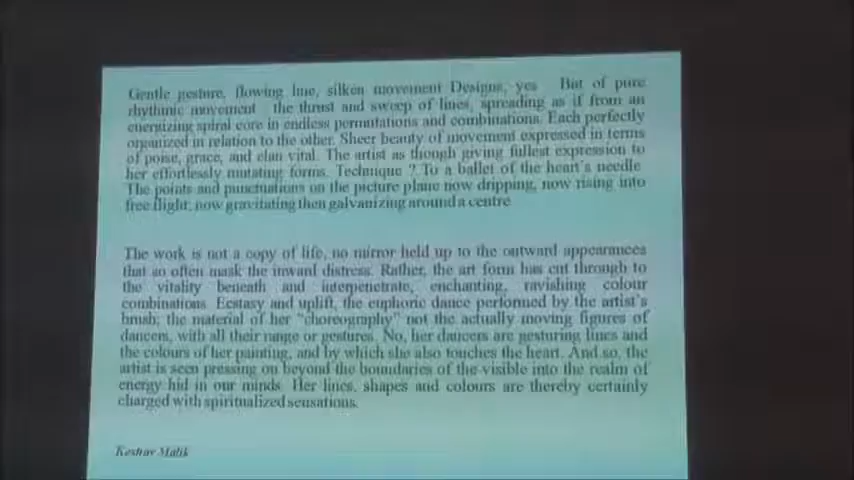 Gentle gesture, flowing line, silken movement Designs, yes But of pure
rhythmic movement the thrust and sweep of lines, spreading as if from an
energizing spiral core in endless permutations and combinations. Each perfectly
organized in relation to the other. Sheer beauty of movement expressed in terms
of poise, grace, and elan vital. The artist as though giving fullest expression to
her effortlessly mutating forms. Technique ? To a ballet of the heart's needle
The points and punctuations on the picture plane now dripping, now rising into
free flight, now gravitating then galvanizing around a centre
The work is not a copy of life, no mirror held up to the outward appearances
that so often mask the inward distress. Rather, the art form has cut through to
the vitality beneath and interpenetrate, enchanting, ravishing colour
combinations. Ecstasy and uplift, the euphoric dance performed by the artist's
brush; the material of her "choreography" not the actually moving figures of
dancers, with all their range or gestures. No, her dancers are gesturing lines and
the colours of her painting, and by which she also touches the heart. And so, the
artist is seen pressing on beyond the boundaries of the visible into the realm of
energy hid in our minds. Her lines, shapes and colours are thereby certainly
charged with spiritualized sensations.
Keshav Malik